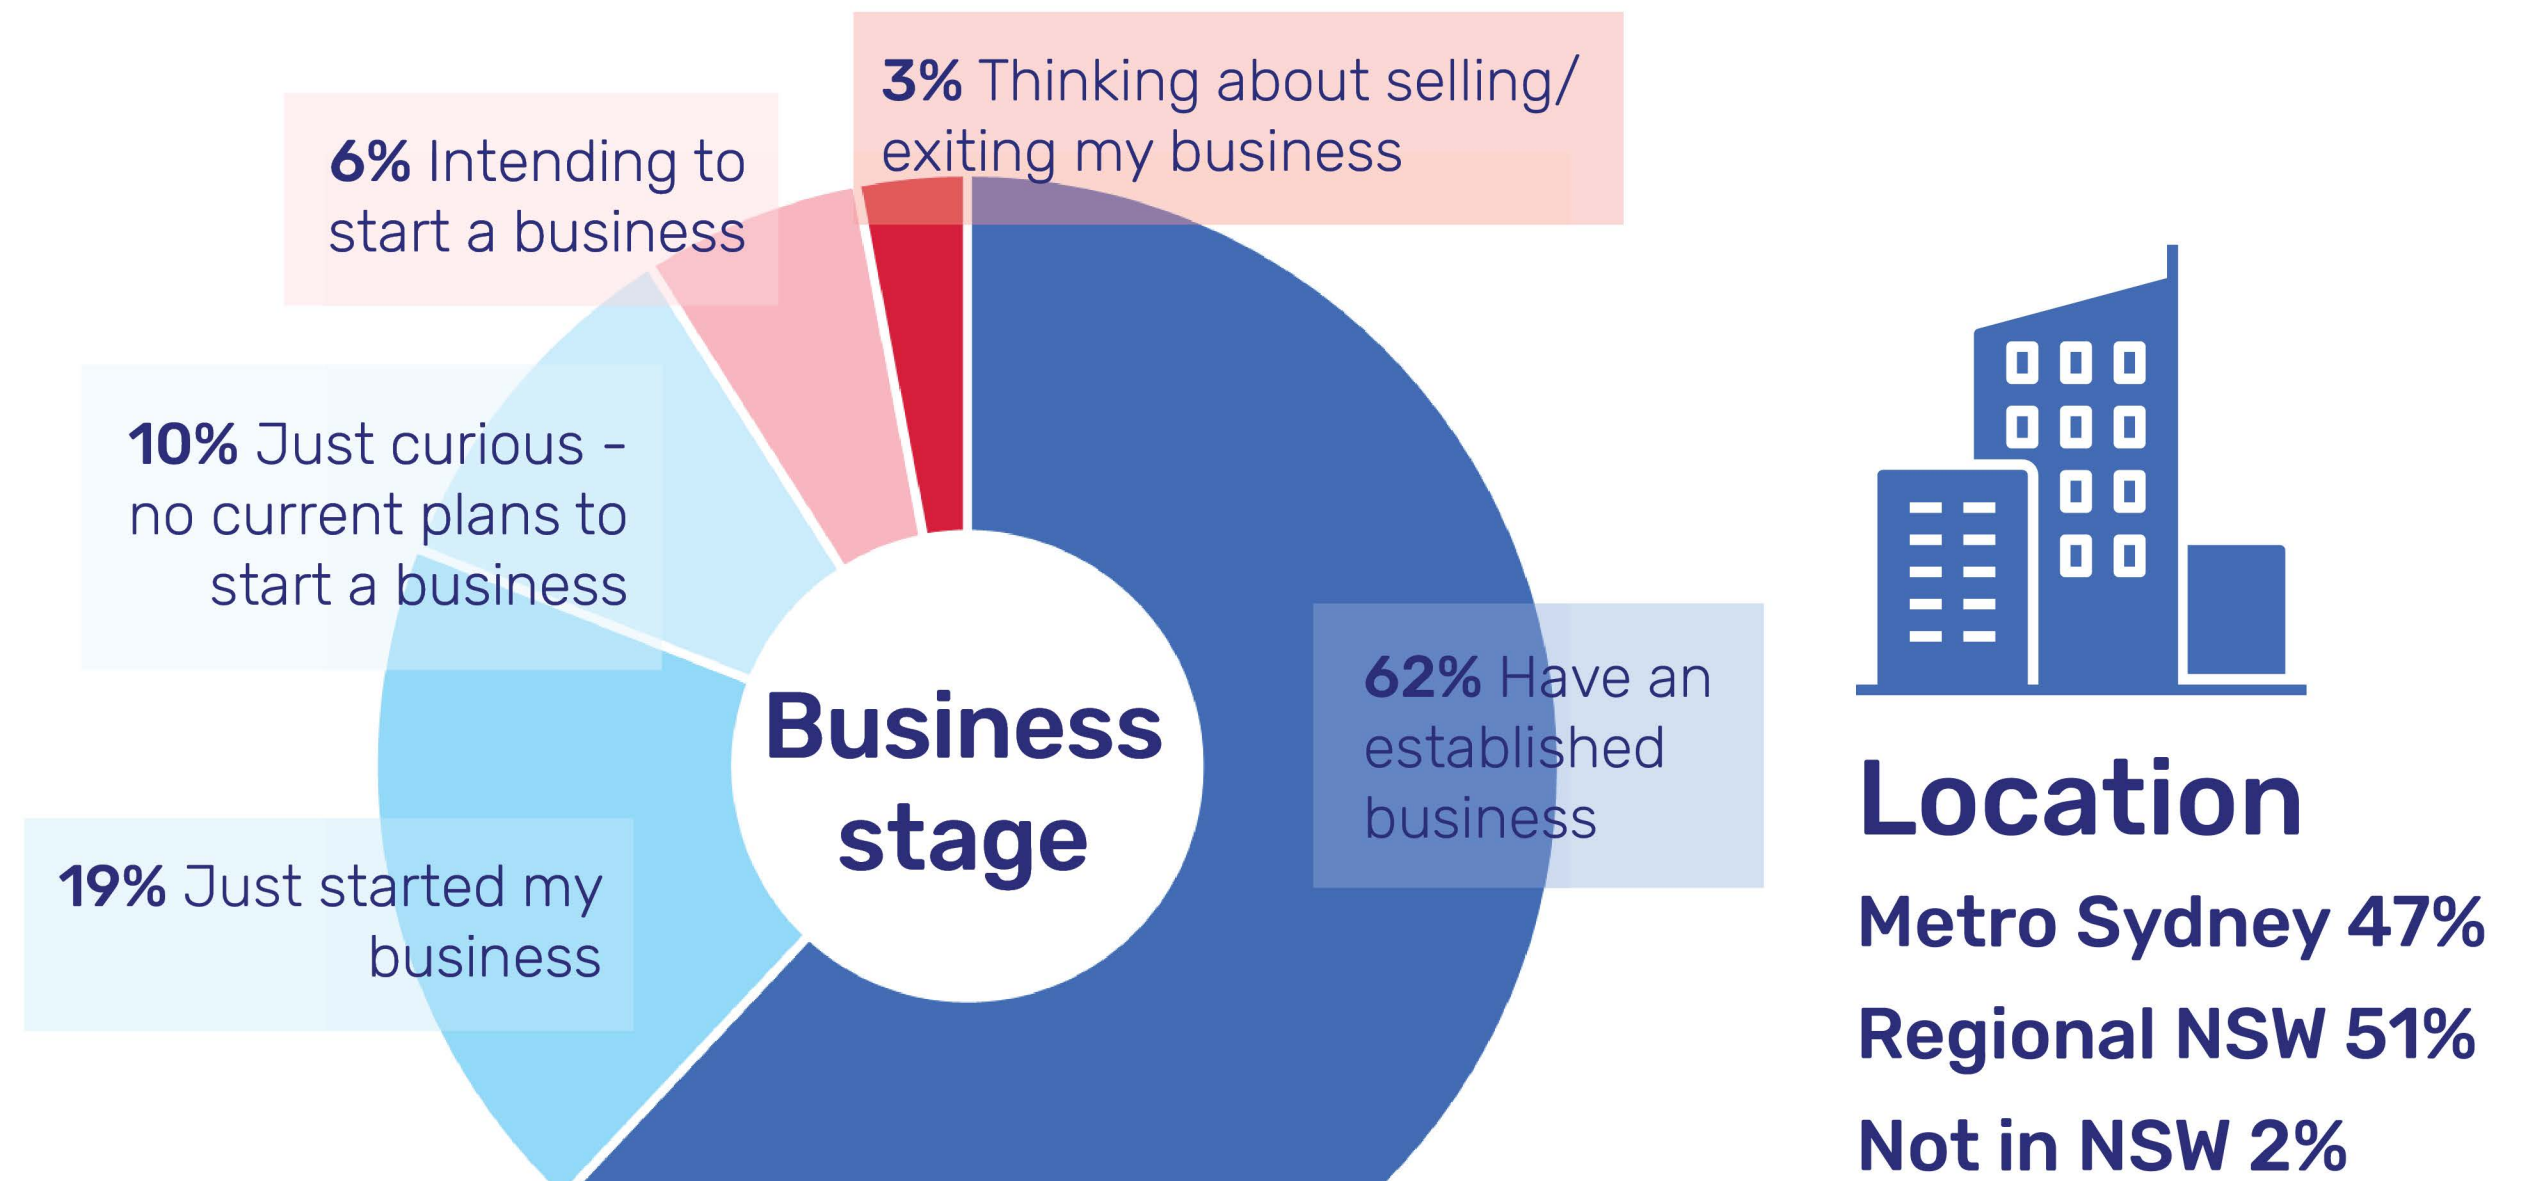 3% Thinking about selling/
exiting my business
6% Intending to
start a business
10% Just curious -
no current plans to
start a business
19% Just started my
business
Business
stage
62% Have an
established
business
Location
Metro Sydney 47%
Regional NSW 51%
Not in NSW 2%